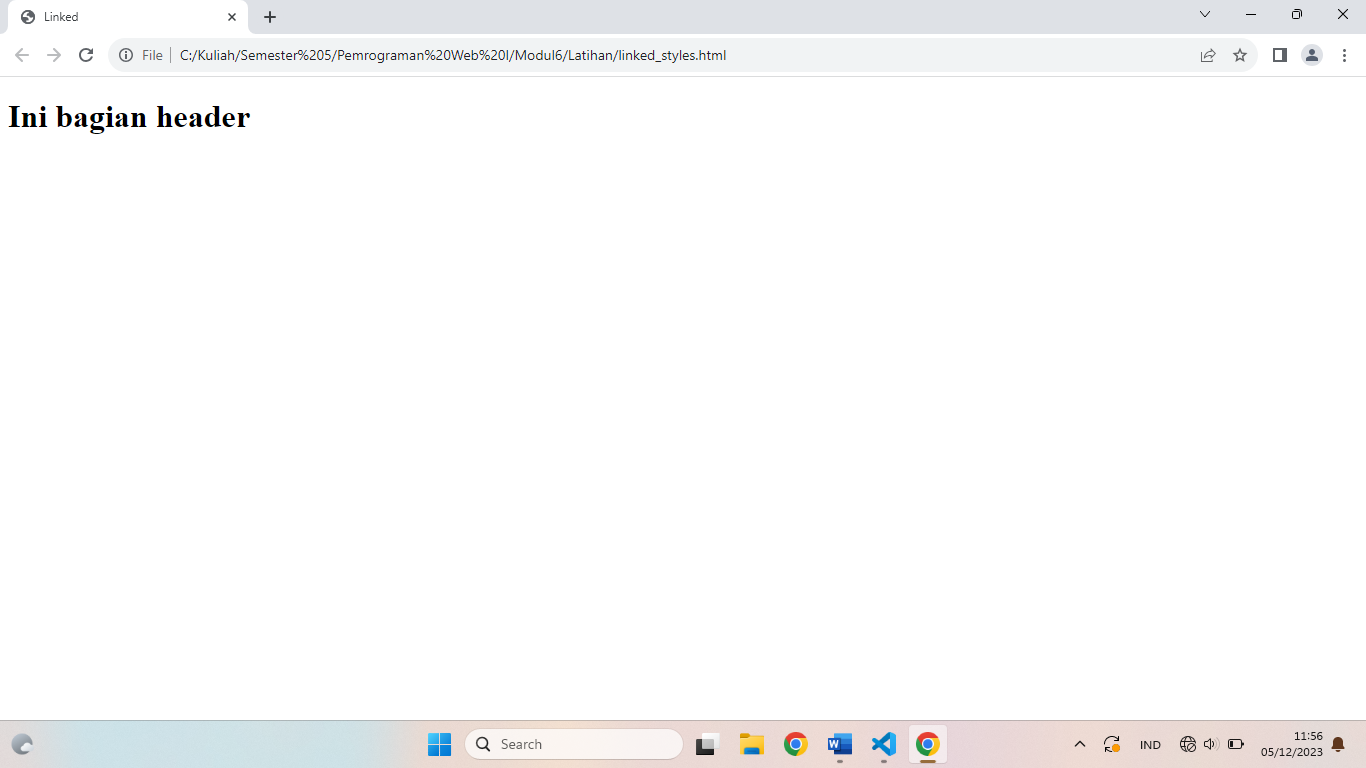 Linked
File
C:/Kuliah/Semester%205/Pemrograman%20Web%20I/Modul6/Latihan/linked_styles.html
Ini bagian header
Search
IND
11:56
05/12/2023